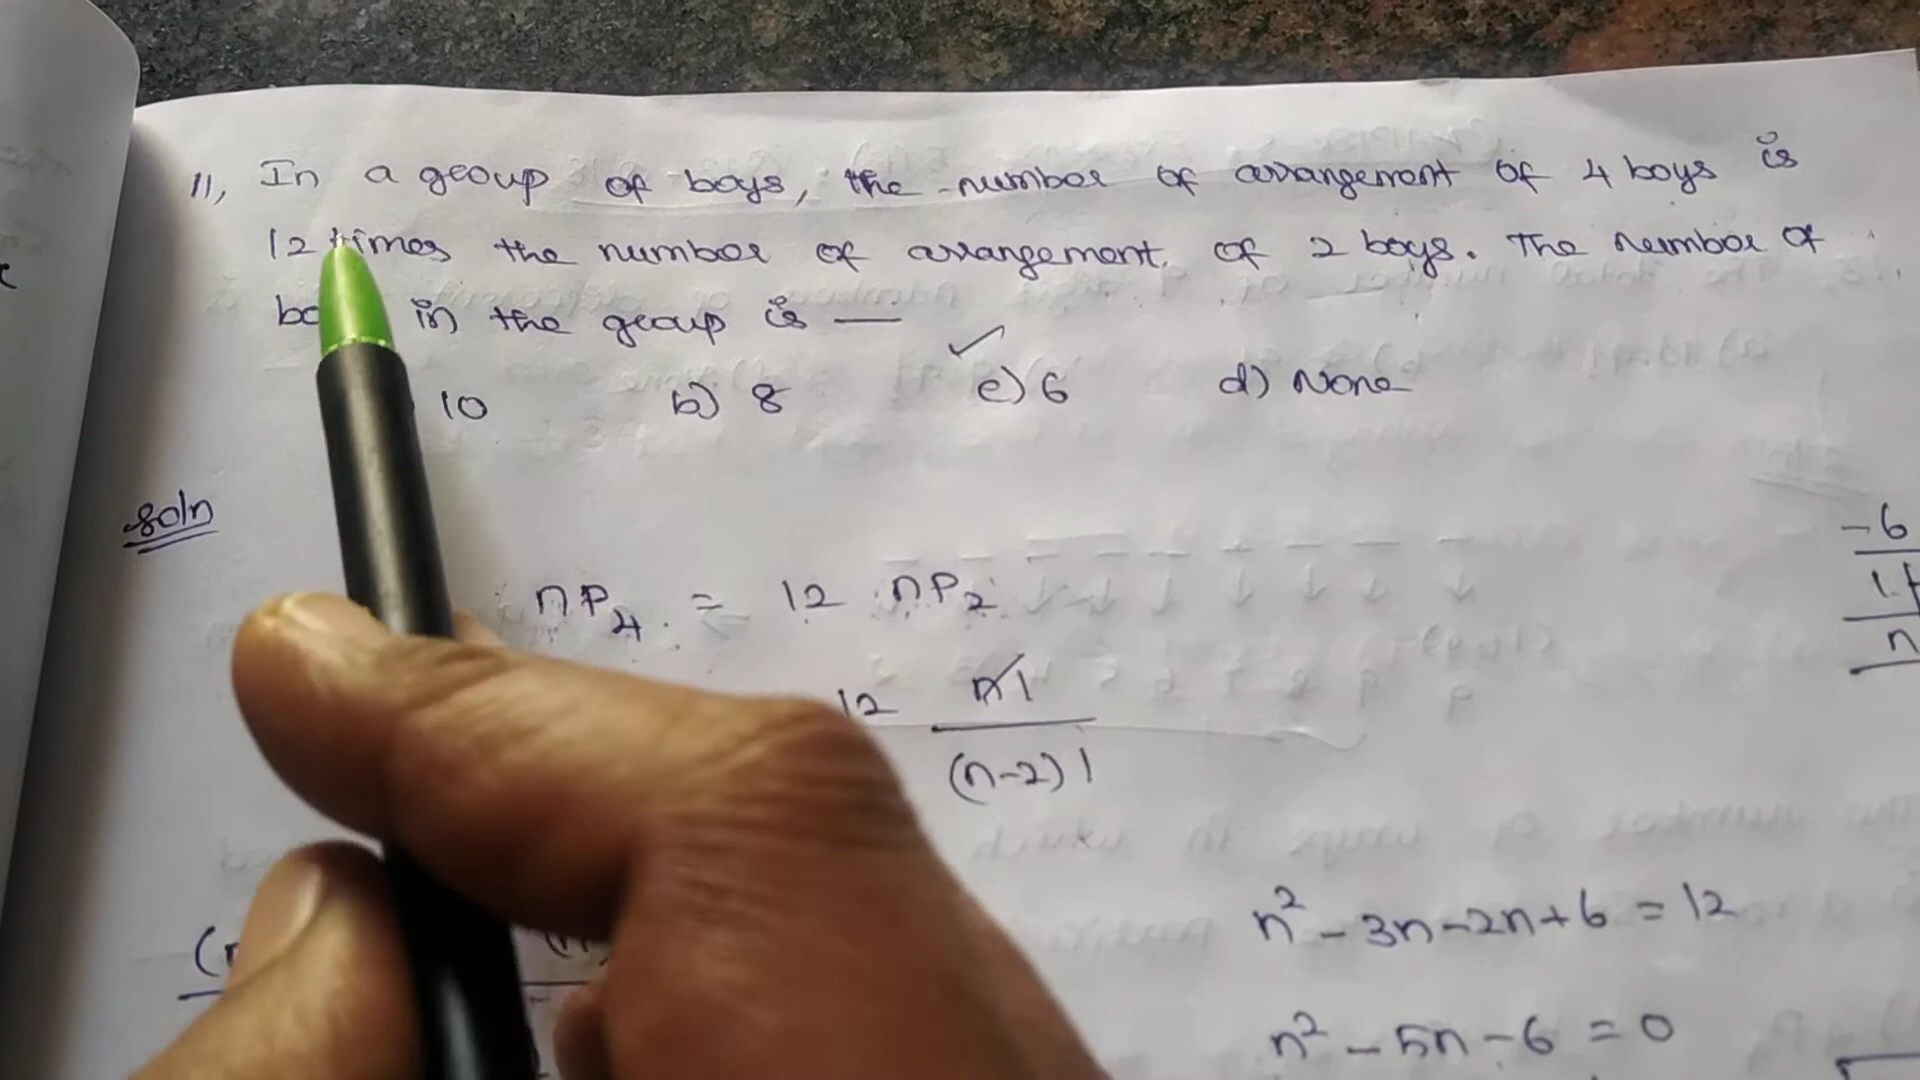 11, In a group of boys, the number of arrangement of 4 boys is
12 times the number of arrangement of 2 boys. The number of
in the group is —
10 b) 8 c) 6 d) None
soln
nP4 = 12 nP2
12 n!
(n-2)!
n² - 3n - 2n + 6 = 12
n² - 5n - 6 = 0
-6
n